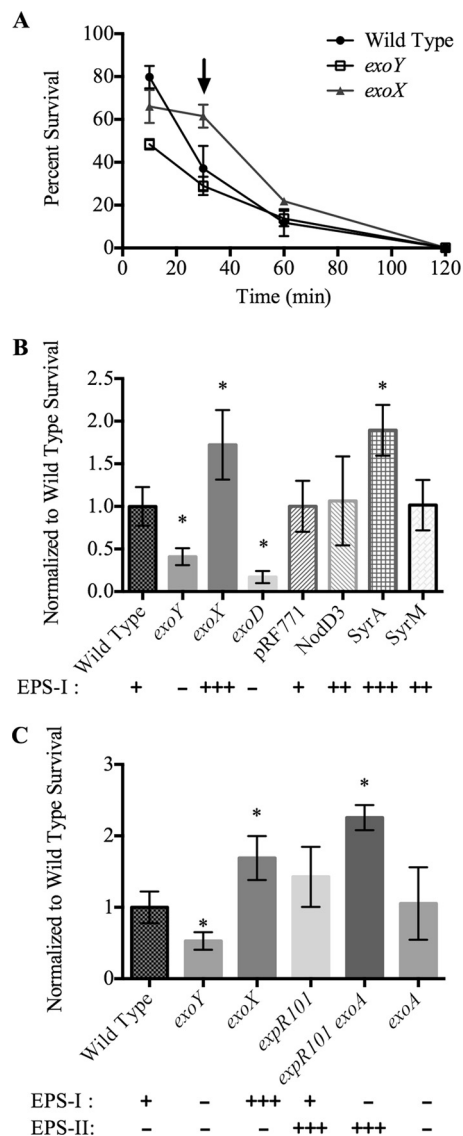 A
Wild Type
exoY
exoX
100
80
60
40
20
0
Percent Survival
0 20 40 60 80 100 120
Time (min)
B
2.5
2.0
1.5
1.0
0.5
0.0
Normalized to Wild Type Survival
* * * *
Wild Type exoY exoX exoD pRF771 NodD3 SyrA SyrM
EPS-I : + – +++ – + ++ +++ ++
C
3
2
1
0
Normalized to Wild Type Survival
* * *
Wild Type exoY exoX expR101 expR101 exoA exoA
EPS-I : + – +++ + – –
EPS-II: – – – +++ +++ –